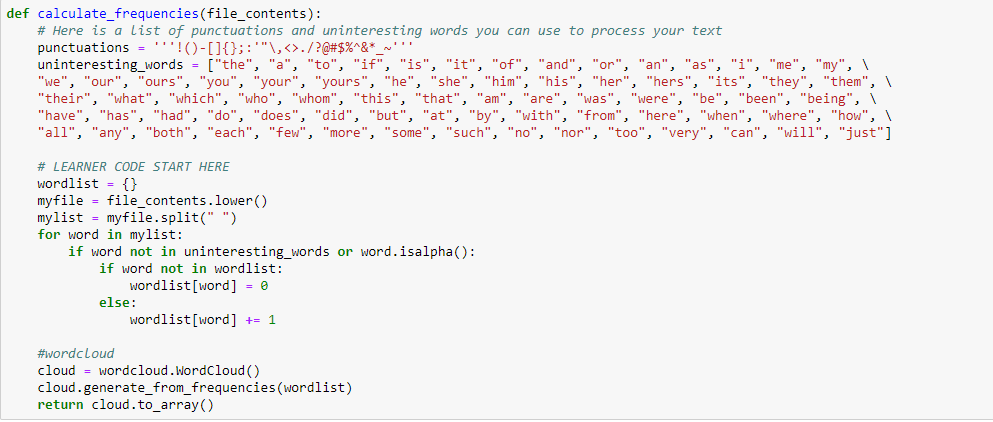 def calculate_frequencies(file_contents):
    # Here is a list of punctuations and uninteresting words you can use to process your text
    punctuations = '''!()-[]{};:'"\,<>./?@#$%^&*_~'''
    uninteresting_words = ["the", "a", "to", "if", "is", "it", "of", "and", "or", "an", "as", "i", "me", "my", \
    "we", "our", "ours", "you", "your", "yours", "he", "she", "him", "his", "her", "hers", "its", "they", "them", \
    "their", "what", "which", "who", "whom", "this", "that", "am", "are", "was", "were", "be", "been", "being", \
    "have", "has", "had", "do", "does", "did", "but", "at", "by", "with", "from", "here", "when", "where", "how", \
    "all", "any", "both", "each", "few", "more", "some", "such", "no", "nor", "too", "very", "can", "will", "just"]

    # LEARNER CODE START HERE
    wordlist = {}
    myfile = file_contents.lower()
    mylist = myfile.split(" ")
    for word in mylist:
        if word not in uninteresting_words or word.isalpha():
            if word not in wordlist:
                wordlist[word] = 0
            else:
                wordlist[word] += 1

    #wordcloud
    cloud = wordcloud.WordCloud()
    cloud.generate_from_frequencies(wordlist)
    return cloud.to_array()